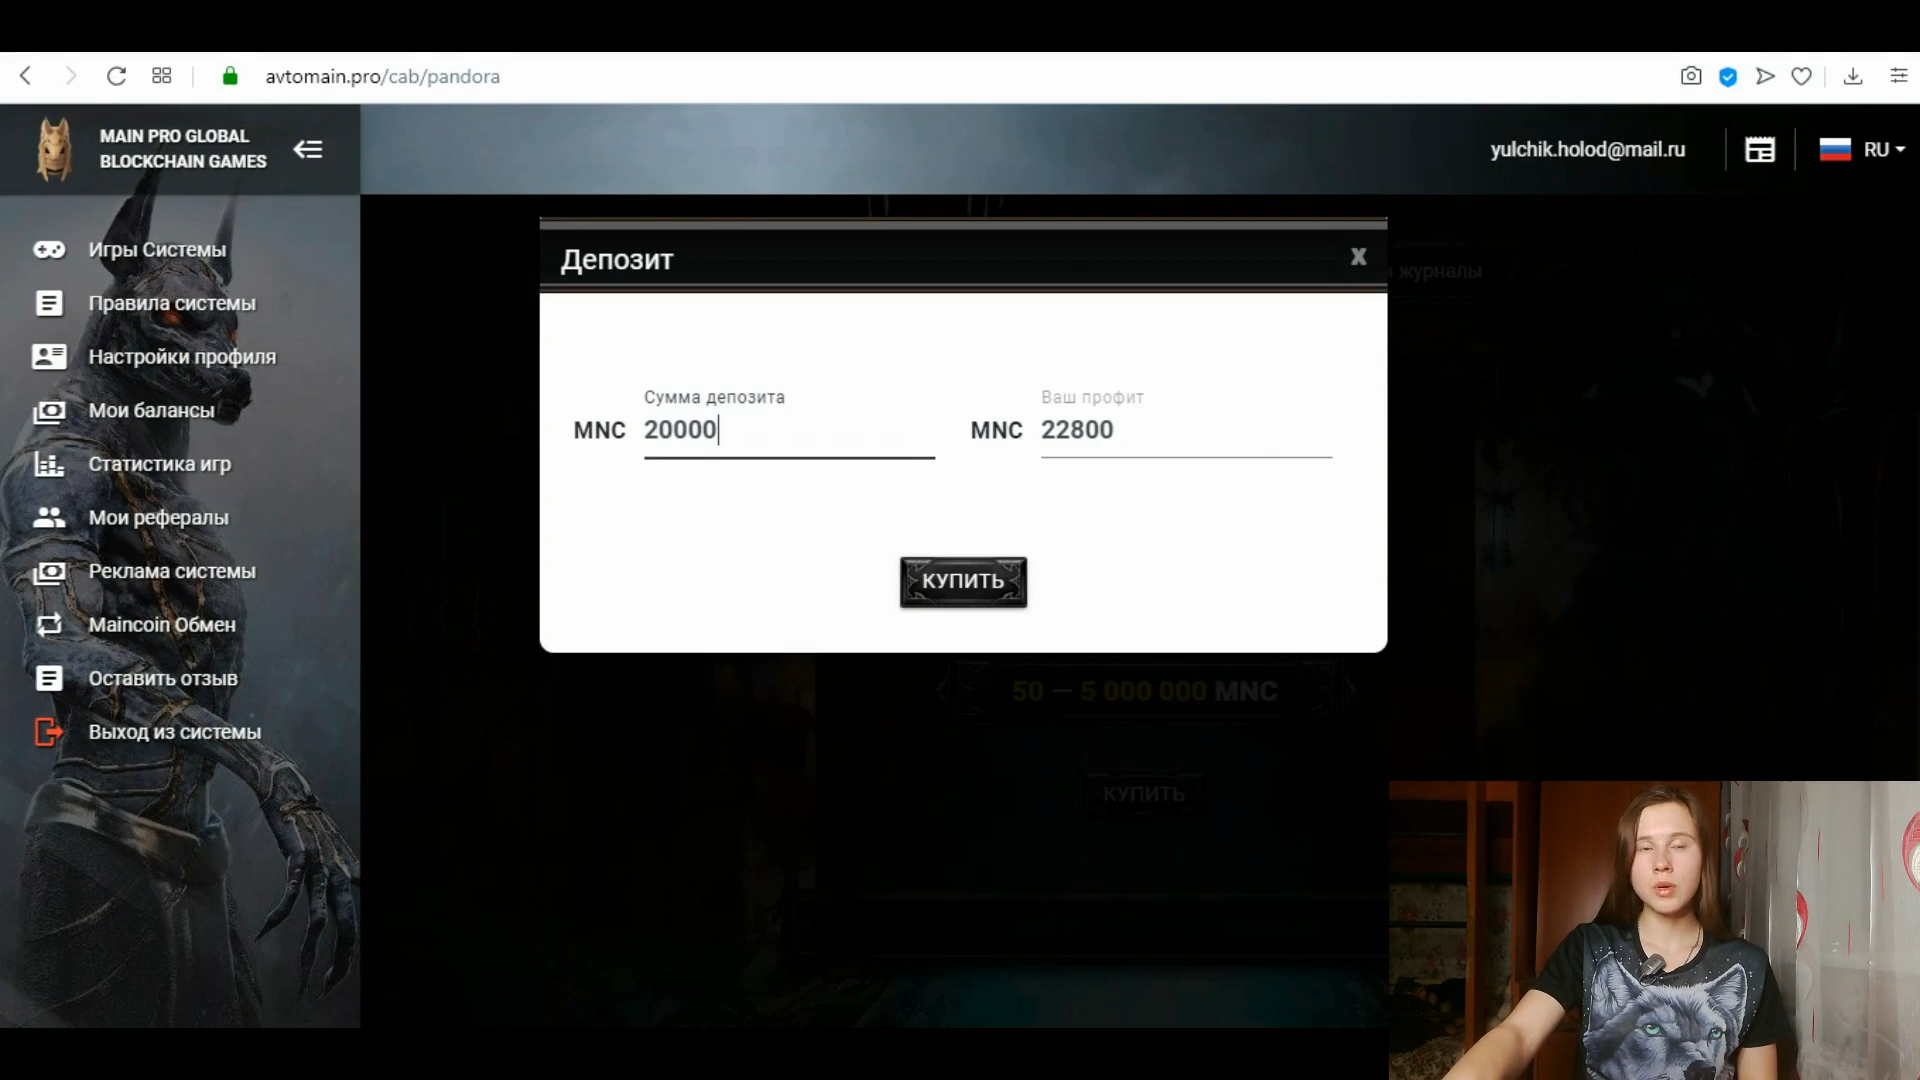 avtomain.pro/cab/pandora
MAIN PRO GLOBAL
BLOCKCHAIN GAMES
yulchik.holod@mail.ru
RU
Игры Системы
Правила системы
Настройки профиля
Мои балансы
Статистика игр
Мои рефералы
Реклама системы
Maincoin Обмен
Оставить отзыв
Выход из системы
Депозит
X
журналы
Сумма депозита
MNC 20000
Ваш профит
MNC 22800
КУПИТЬ
50 — 5 000 000 MNC
КУПИТЬ